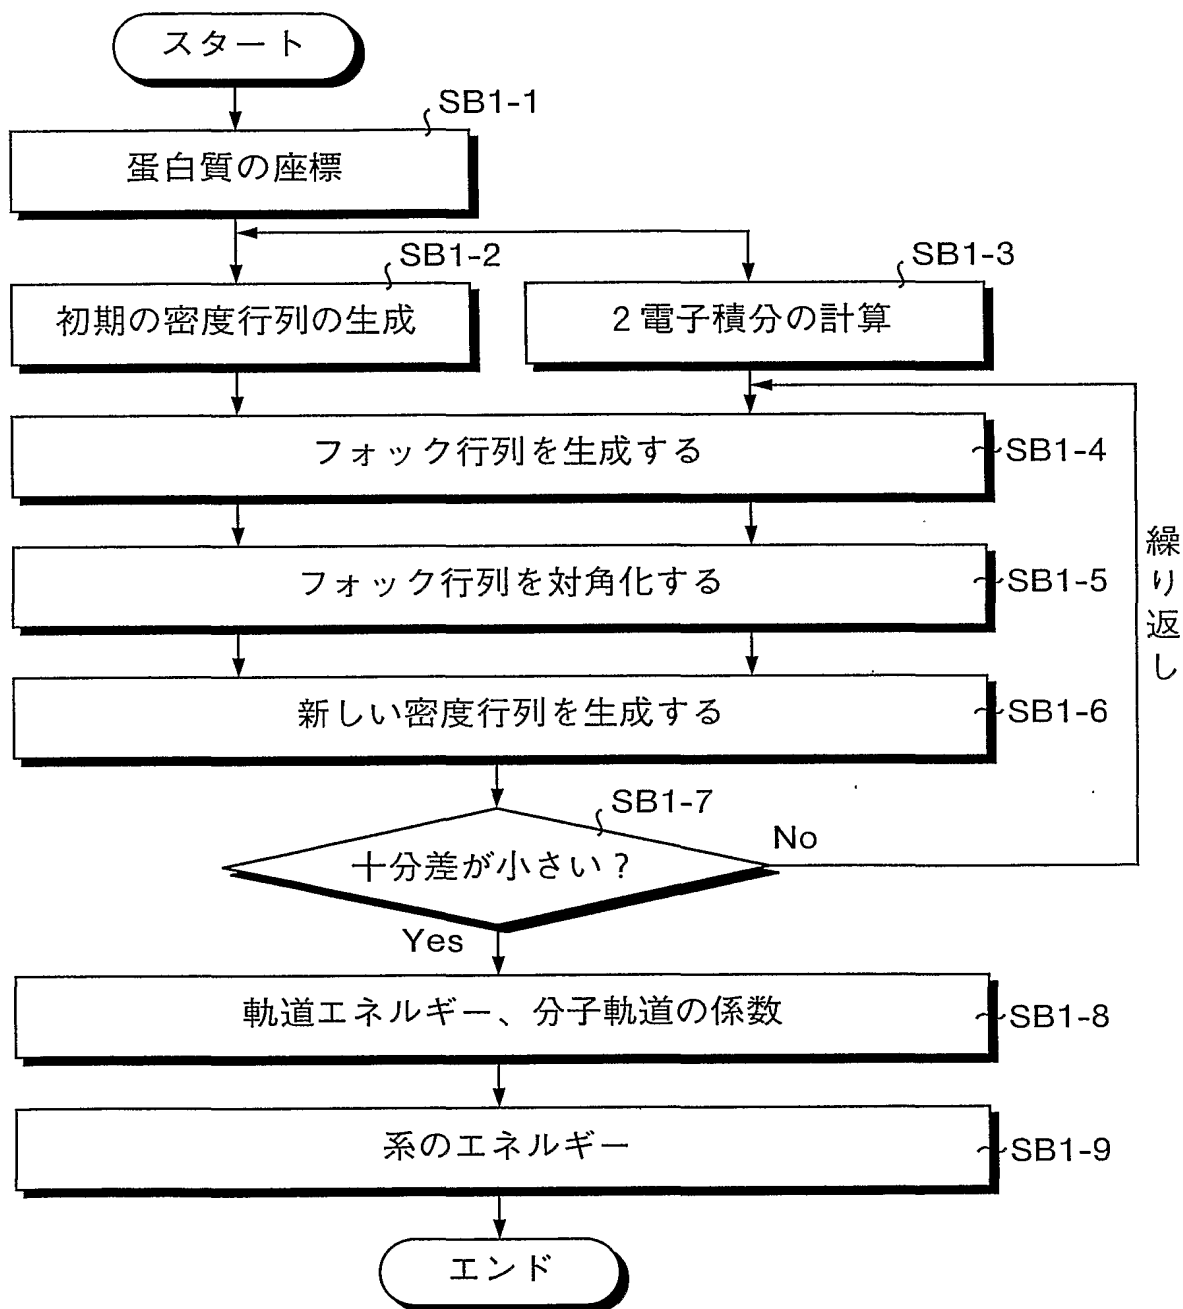 スタート
SB1-1
蛋白質の座標
SB1-2
初期の密度行列の生成
SB1-3
2電子積分の計算
フォック行列を生成する
SB1-4
フォック行列を対角化する
SB1-5
新しい密度行列を生成する
SB1-6
繰り返し
SB1-7
十分差が小さい?
No
Yes
軌道エネルギー、分子軌道の係数
SB1-8
系のエネルギー
SB1-9
エンド